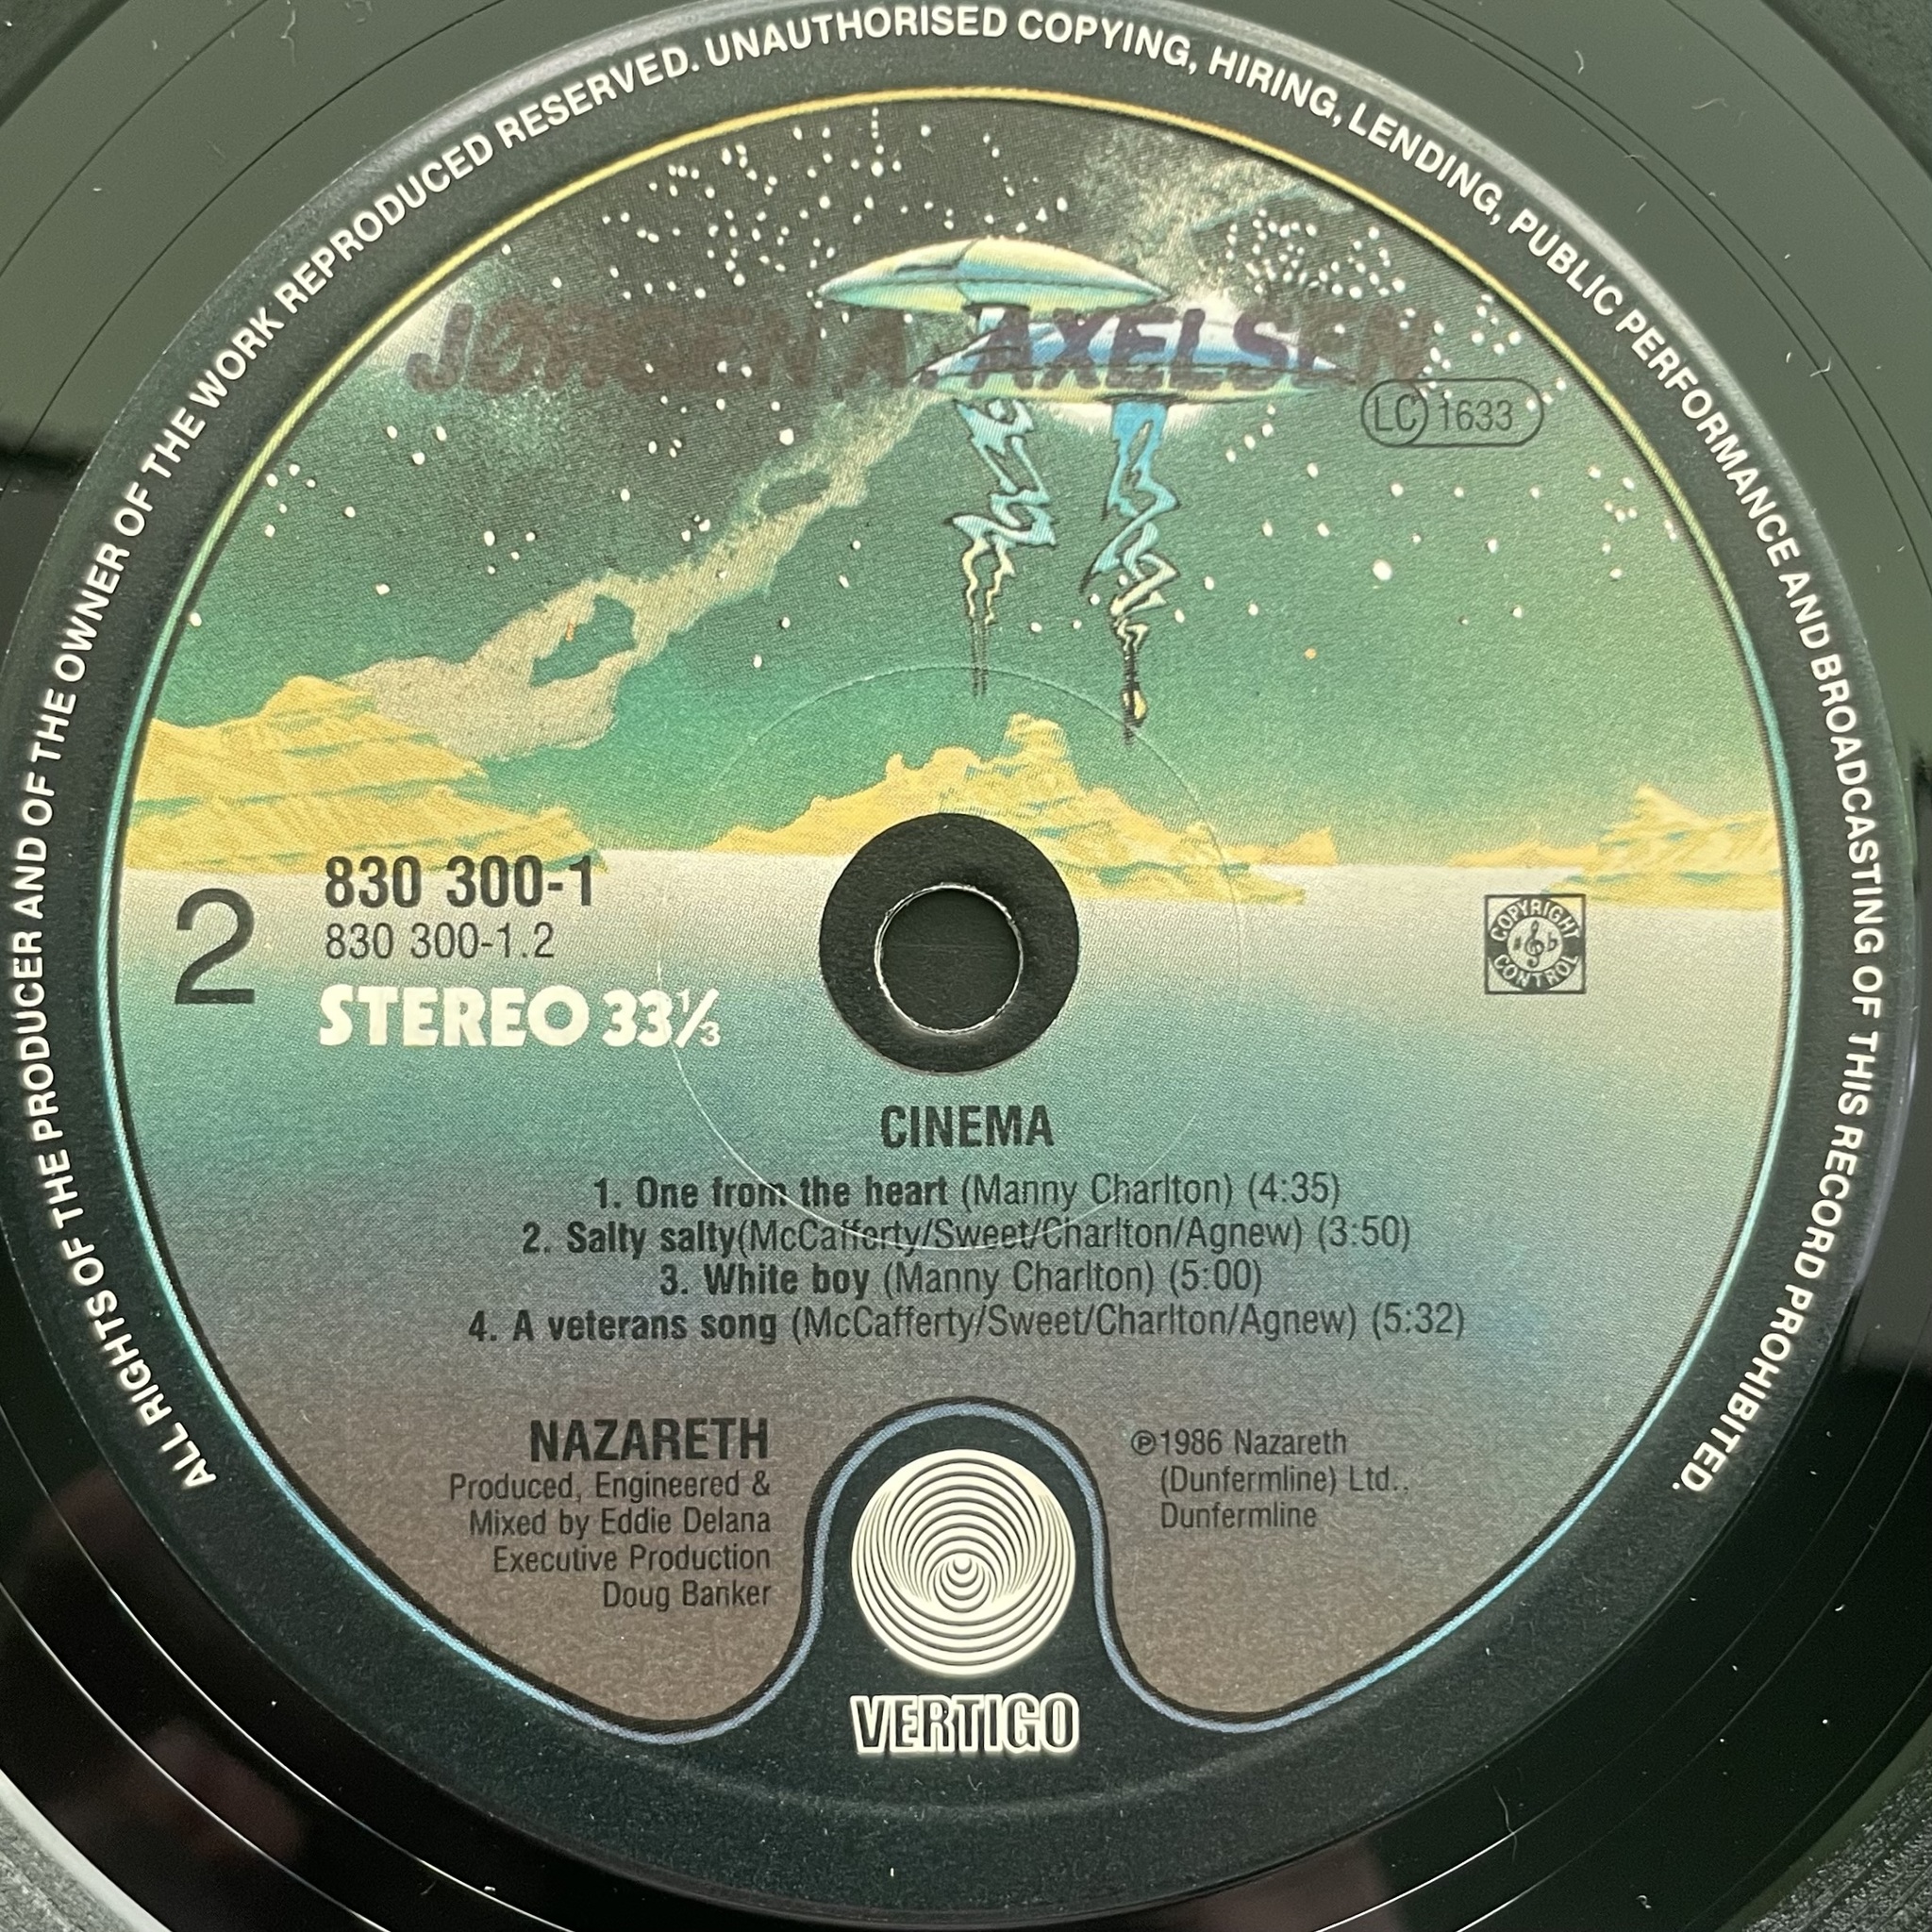 ALL RIGHTS OF THE PRODUCER AND OF THE OWNER OF THE WORK REPRODUCED RESERVED. UNAUTHORISED COPYING, HIRING, LENDING, PUBLIC PERFORMANCE AND BROADCASTING OF THIS RECORD PROHIBITED.
JØRGEN A. AXELSEN
LC 1633
2
830 300-1
830 300-1.2
STEREO 33⅓
COPYRIGHT
CONTROL
CINEMA
1. One from the heart (Manny Charlton) (4:35)
2. Salty salty(McCafferty/Sweet/Charlton/Agnew) (3:50)
3. White boy (Manny Charlton) (5:00)
4. A veterans song (McCafferty/Sweet/Charlton/Agnew) (5:32)
NAZARETH
Produced, Engineered &
Mixed by Eddie Delana
Executive Production
Doug Banker
℗1986 Nazareth
(Dunfermline) Ltd.,
Dunfermline
VERTIGO